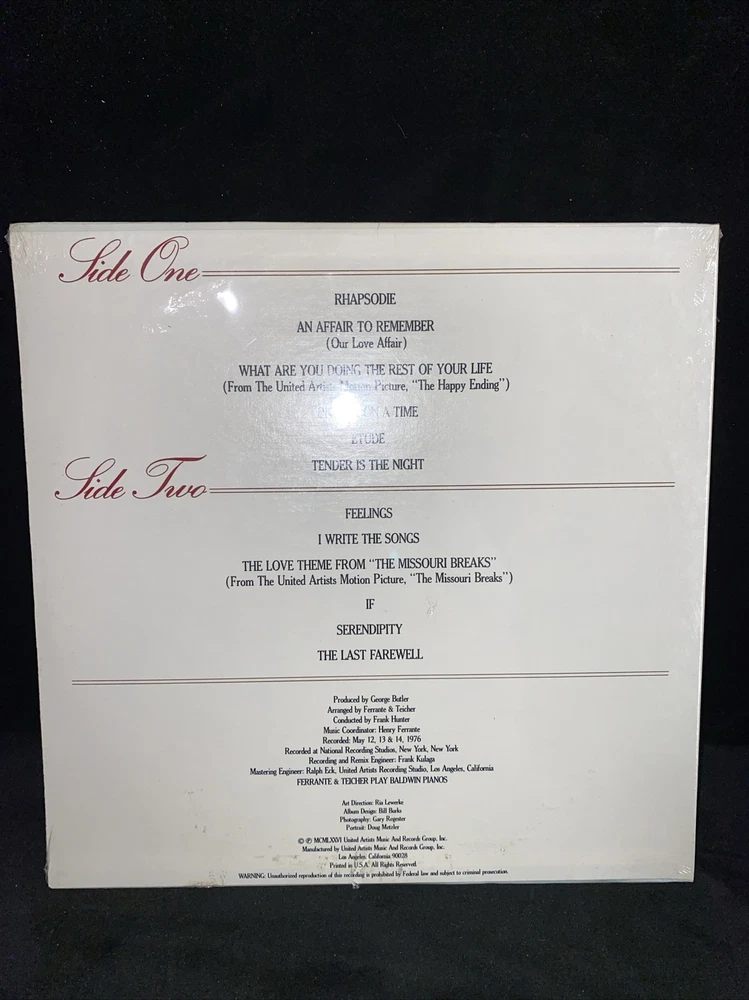 Side One
RHAPSODIE
AN AFFAIR TO REMEMBER
(Our Love Affair)
WHAT ARE YOU DOING THE REST OF YOUR LIFE
(From The United Artists Motion Picture, "The Happy Ending")
A TIME
ETUDE
TENDER IS THE NIGHT
Side Two
FEELINGS
I WRITE THE SONGS
THE LOVE THEME FROM "THE MISSOURI BREAKS"
(From The United Artists Motion Picture, "The Missouri Breaks")
IF
SERENDIPITY
THE LAST FAREWELL
Produced by George Butler
Arranged by Ferrante & Teicher
Conducted by Frank Hunter
Music Coordinator: Henry Ferrante
Recorded: May 12, 13 & 14, 1976
Recorded at National Recording Studios, New York, New York
Recording and Remix Engineer: Frank Kulaga
Mastering Engineer: Ralph Eck, United Artists Recording Studio, Los Angeles, California
FERRANTE & TEICHER PLAY BALDWIN PIANOS
Art Direction: Ria Lewerke
Album Design: Bill Burks
Photography: Gary Regester
Portrait: Doug Metzler
© ℗ MCMLXXVI United Artists Music And Records Group, Inc.
Manufactured by United Artists Music And Records Group, Inc.
Los Angeles, California 90028
Printed in U.S.A. All Rights Reserved.
WARNING: Unauthorized reproduction of this recording is prohibited by Federal law and subject to criminal prosecution.